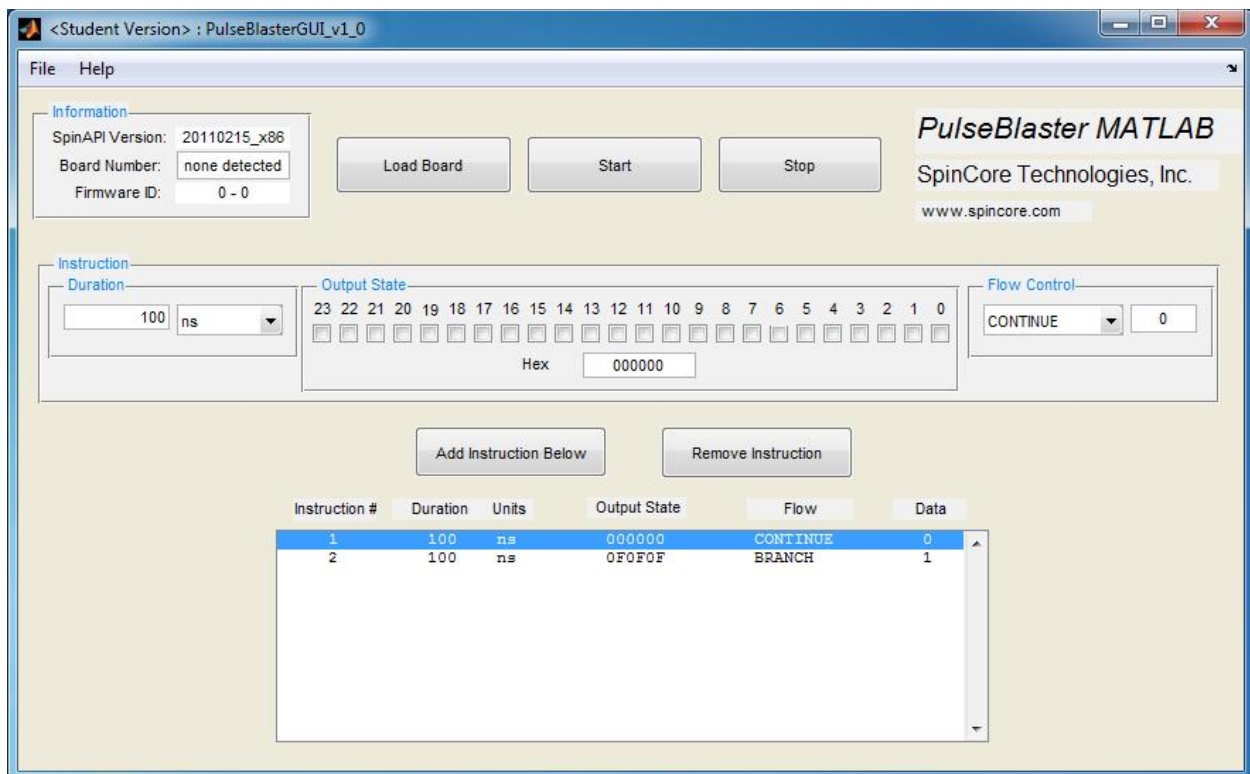 <Student Version> : PulseBlasterGUI_v1_0
File Help
Information
SpinAPI Version: 20110215_x86
Board Number: none detected
Firmware ID: 0 - 0
Load Board
Start
Stop
PulseBlaster MATLAB
SpinCore Technologies, Inc.
www.spincore.com
Instruction
Duration
100 ns
Output State
23 22 21 20 19 18 17 16 15 14 13 12 11 10 9 8 7 6 5 4 3 2 1 0
Hex 000000
Flow Control
CONTINUE 0
Add Instruction Below
Remove Instruction
Instruction # Duration Units Output State Flow Data
1 100 ns 000000 CONTINUE 0
2 100 ns 0F0F0F BRANCH 1